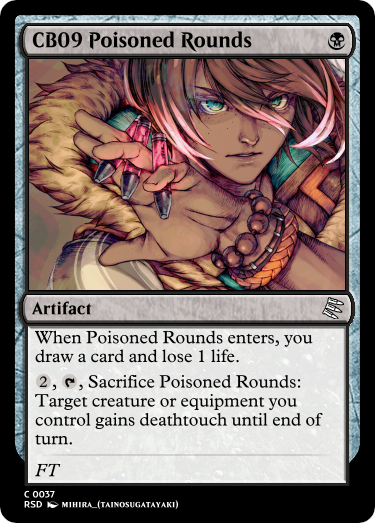 CB09 Poisoned Rounds
Artifact
When Poisoned Rounds enters, you
draw a card and lose 1 life.
2, , Sacrifice Poisoned Rounds:
Target creature or equipment you
control gains deathtouch until end of
turn.
FT
C 0037
RSD MIHIRA_(TAINOSUGATAYAKI)